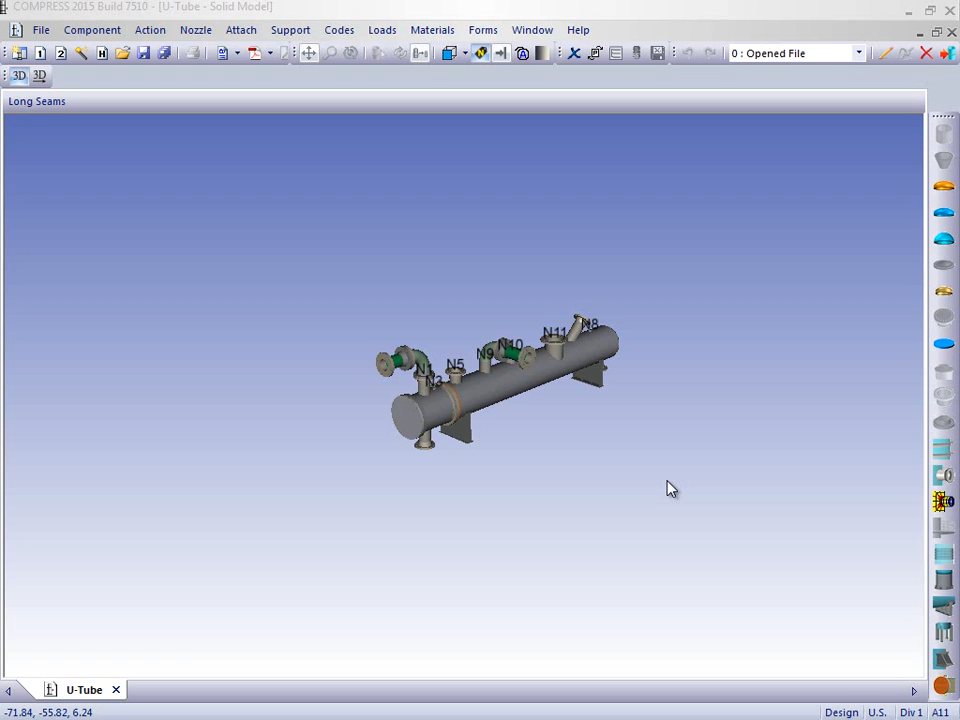 COMPRESS 2015 Build 7510 - [U-Tube - Solid Model]
File Component Action Nozzle Attach Support Codes Loads Materials Forms Window Help
0 : Opened File
3D 3D
Long Seams
N8
N11
N10
N9
N5
N1
N3
U-Tube
-71.84, -55.82, 6.24 Design U.S. Div 1 A11